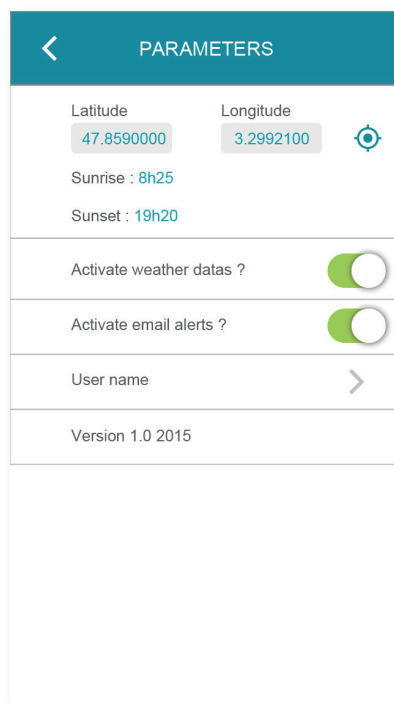 PARAMETERS
Latitude Longitude
47.8590000 3.2992100
Sunrise : 8h25
Sunset : 19h20
Activate weather datas ?
Activate email alerts ?
User name
Version 1.0 2015